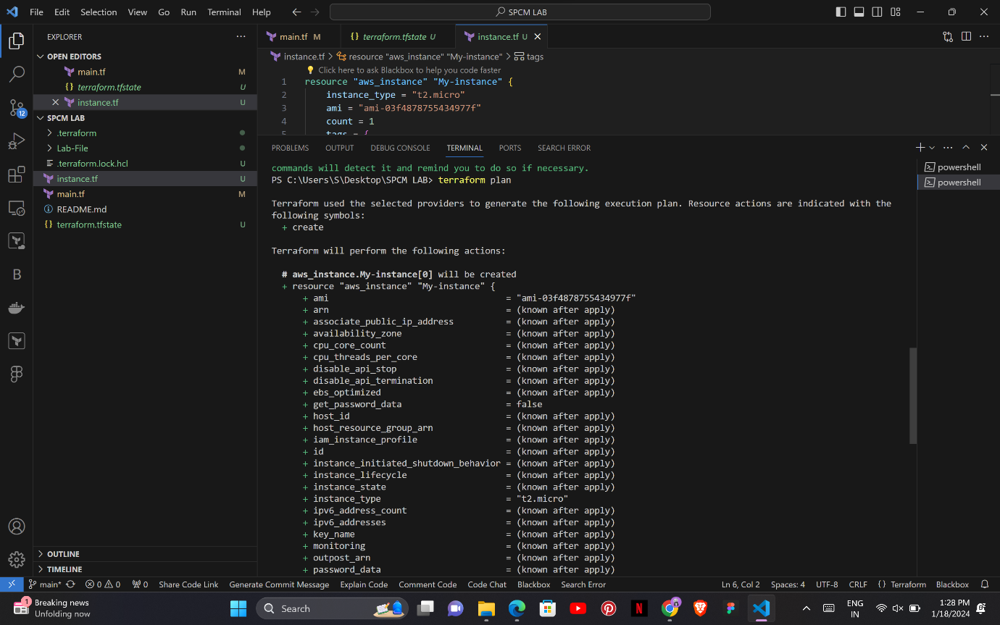 File Edit Selection View Go Run Terminal Help
SPCM LAB
EXPLORER
OPEN EDITORS
main.tf M
terraform.tfstate U
instance.tf U
SPCM LAB
.terraform
Lab-File
.terraform.lock.hcl U
instance.tf U
main.tf M
README.md
terraform.tfstate U
OUTLINE
TIMELINE
12
B
main.tf M
terraform.tfstate U
instance.tf U
instance.tf > resource "aws_instance" "My-instance" > tags
Click here to ask Blackbox to help you code faster
1 resource "aws_instance" "My-instance" {
2 instance_type = "t2.micro"
3 ami = "ami-03f4878755434977f"
4 count = 1
5 tags = {
PROBLEMS OUTPUT DEBUG CONSOLE TERMINAL PORTS SEARCH ERROR
powershell
powershell
commands will detect it and remind you to do so if necessary.
PS C:\Users\S\Desktop\SPCM LAB> terraform plan
Terraform used the selected providers to generate the following execution plan. Resource actions are indicated with the
following symbols:
+ create
Terraform will perform the following actions:
# aws_instance.My-instance[0] will be created
+ resource "aws_instance" "My-instance" {
+ ami = "ami-03f4878755434977f"
+ arn = (known after apply)
+ associate_public_ip_address = (known after apply)
+ availability_zone = (known after apply)
+ cpu_core_count = (known after apply)
+ cpu_threads_per_core = (known after apply)
+ disable_api_stop = (known after apply)
+ disable_api_termination = (known after apply)
+ ebs_optimized = (known after apply)
+ get_password_data = false
+ host_id = (known after apply)
+ host_resource_group_arn = (known after apply)
+ iam_instance_profile = (known after apply)
+ id = (known after apply)
+ instance_initiated_shutdown_behavior = (known after apply)
+ instance_lifecycle = (known after apply)
+ instance_state = (known after apply)
+ instance_type = "t2.micro"
+ ipv6_address_count = (known after apply)
+ ipv6_addresses = (known after apply)
+ key_name = (known after apply)
+ monitoring = (known after apply)
+ outpost_arn = (known after apply)
+ password_data = (known after apply)
main* 0 0 0 Share Code Link Generate Commit Message Explain Code Comment Code Code Chat Blackbox Search Error Ln 6, Col 2 Spaces: 4 UTF-8 CRLF {} Terraform Blackbox
1
Breaking news
Unfolding now
Search
ENG
IN
1:28 PM
1/18/2024